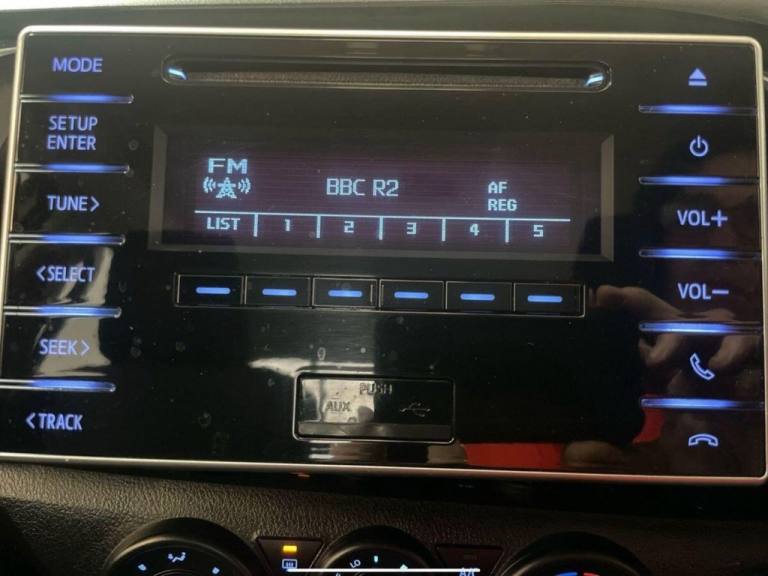 MODE
SETUP
ENTER
TUNE>
<SELECT
SEEK>
<TRACK
FM
BBC R2
AF
REG
LIST 1 2 3 4 5
PUSH
AUX
VOL+
VOL-
LO
A/C